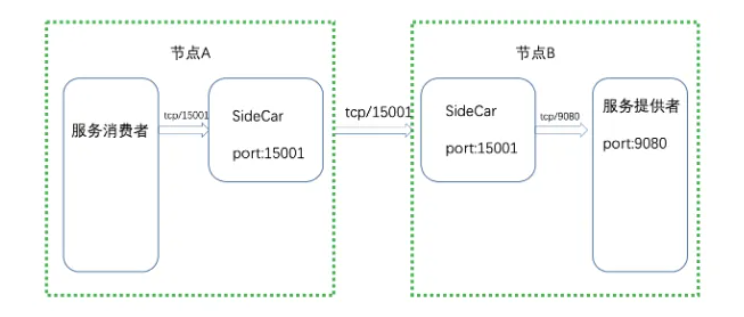 节点A
服务消费者
tcp/15001
SideCar
port:15001
tcp/15001
节点B
SideCar
port:15001
tcp/9080
服务提供者
port:9080